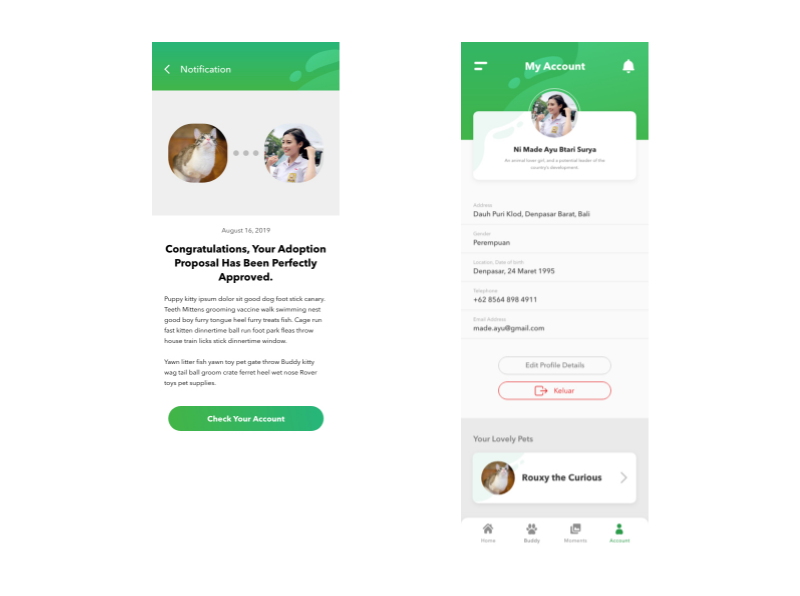 Notification
August 16, 2019
Congratulations, Your Adoption
Proposal Has Been Perfectly
Approved.
Puppy kitty ipsum dolor sit good dog foot stick canary.
Teeth Mittens grooming vaccine walk swimming nest
good boy furry tongue heel furry treats fish. Cage run
fast kitten dinnertime ball run foot park fleas throw
house train licks stick dinnertime window.
Yawn litter fish yawn toy pet gate throw Buddy kitty
wag tail ball groom crate ferret heel wet nose Rover
toys pet supplies.
Check Your Account
My Account
Ni Made Ayu Btari Surya
An animal lover girl, and a potential leader of the
country's development.
Address
Dauh Puri Klod, Denpasar Barat, Bali
Gender
Perempuan
Location, Date of birth
Denpasar, 24 Maret 1995
Telephone
+62 8564 898 4911
Email Address
made.ayu@gmail.com
Edit Profile Details
Keluar
Your Lovely Pets
Rouxy the Curious
Home Buddy Moments Account